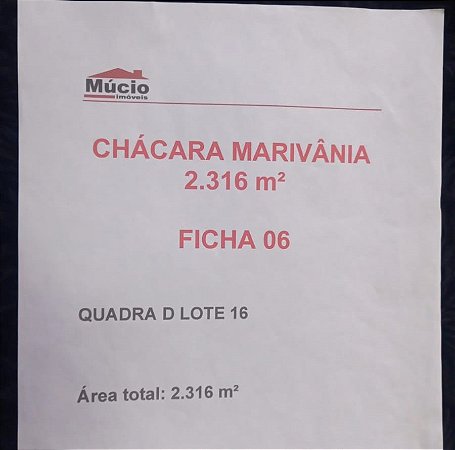 Múcio
imóveis
CHÁCARA MARIVÂNIA
2.316 m²
FICHA 06
QUADRA D LOTE 16
Área total: 2.316 m²